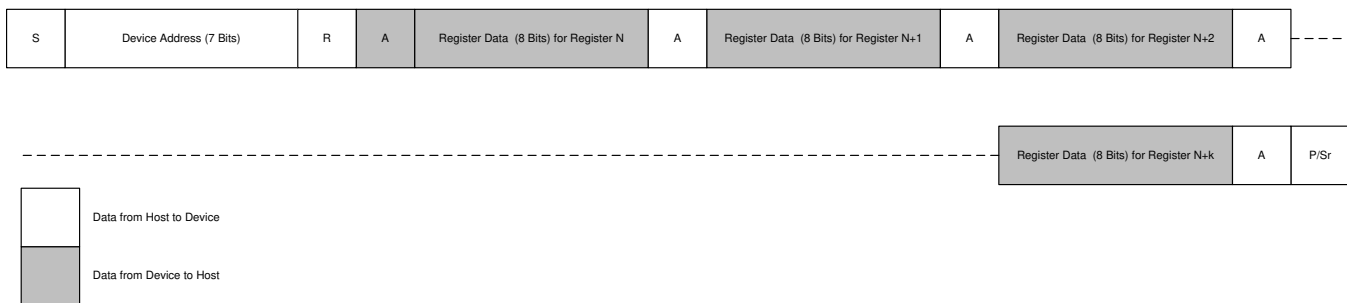 S Device Address (7 Bits) R A Register Data (8 Bits) for Register N A Register Data (8 Bits) for Register N+1 A Register Data (8 Bits) for Register N+2 A
Register Data (8 Bits) for Register N+k A P/Sr
Data from Host to Device
Data from Device to Host